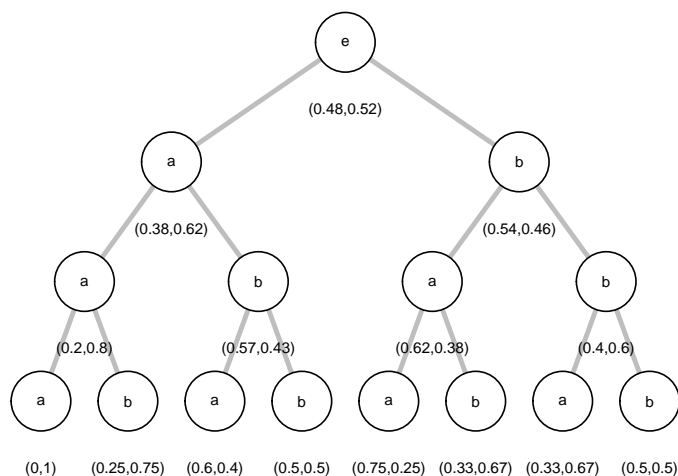 e
(0.48,0.52)
a b
(0.38,0.62) (0.54,0.46)
a b a b
(0.2,0.8) (0.57,0.43) (0.62,0.38) (0.4,0.6)
a b a b a b a b
(0,1) (0.25,0.75) (0.6,0.4) (0.5,0.5) (0.75,0.25) (0.33,0.67) (0.33,0.67) (0.5,0.5)